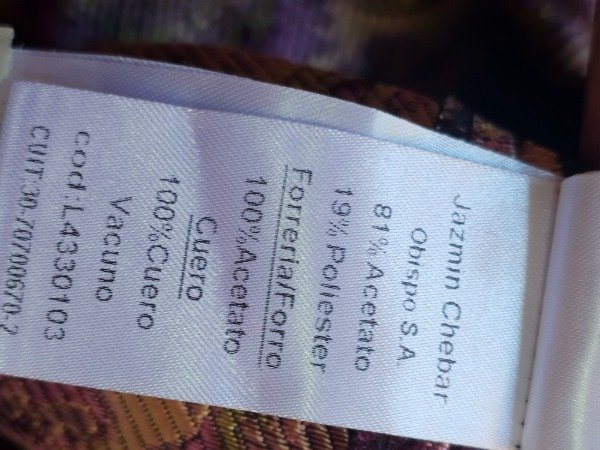 Jazmin Chebar
Obispo S.A.
81%Acetato
19% Poliester
Forreria/Forro
100%Acetato
Cuero
100%Cuero
Vacuno
cod:L4330103
CUIT:30-70700670-2